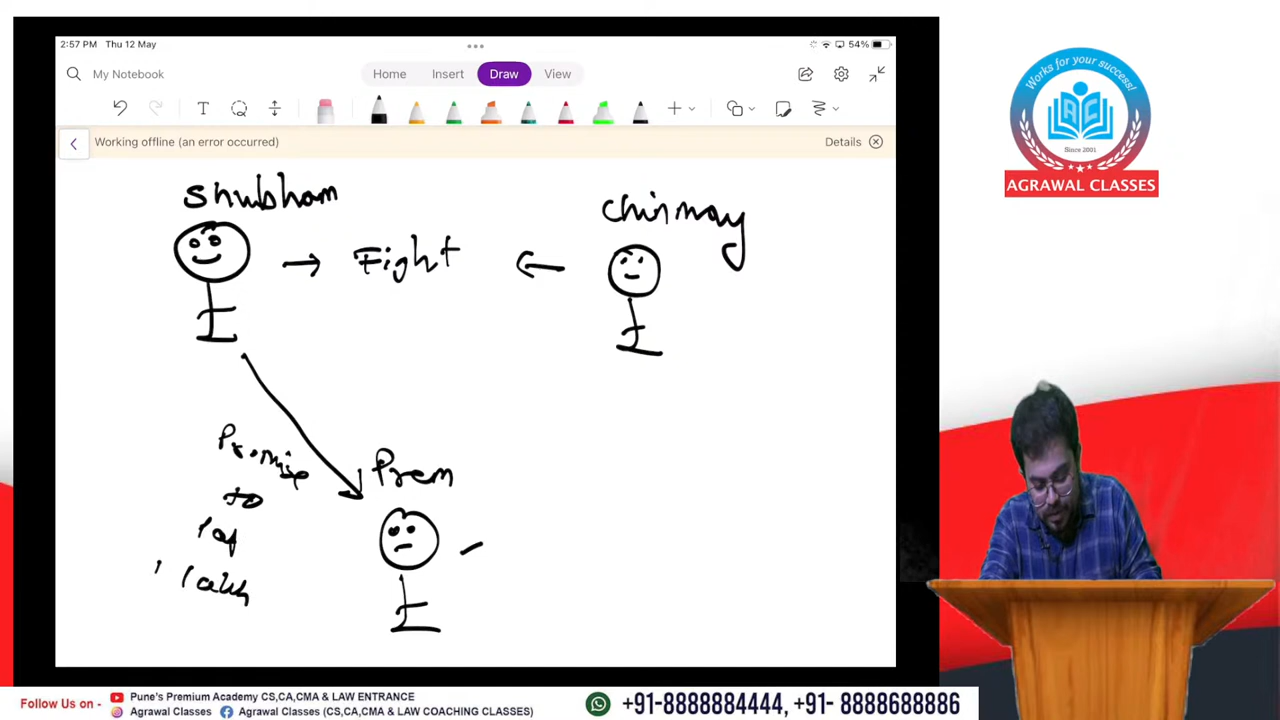 2:57 PM Thu 12 May
54%
My Notebook
Home Insert Draw View
Working offline (an error occurred)
Details
Shubham
Chinmay
→ Fight ←
Promise
to
Pay
1 lakh
Prem
Works for your success!
AC
Since 2001
AGRAWAL CLASSES
Follow Us on -
Pune's Premium Academy CS,CA,CMA & LAW ENTRANCE
Agrawal Classes
Agrawal Classes (CS,CA,CMA & LAW COACHING CLASSES)
+91-8888884444, +91- 8888688886